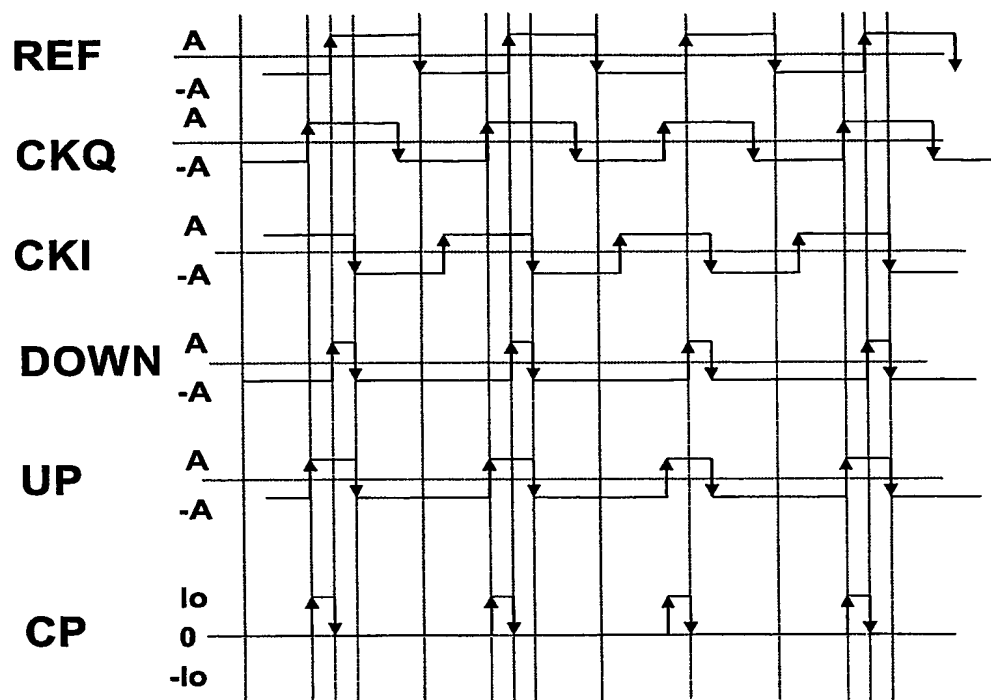 REF A
-A
CKQ A
-A
CKI A
-A
DOWN A
-A
UP A
-A
Io
CP 0
-Io